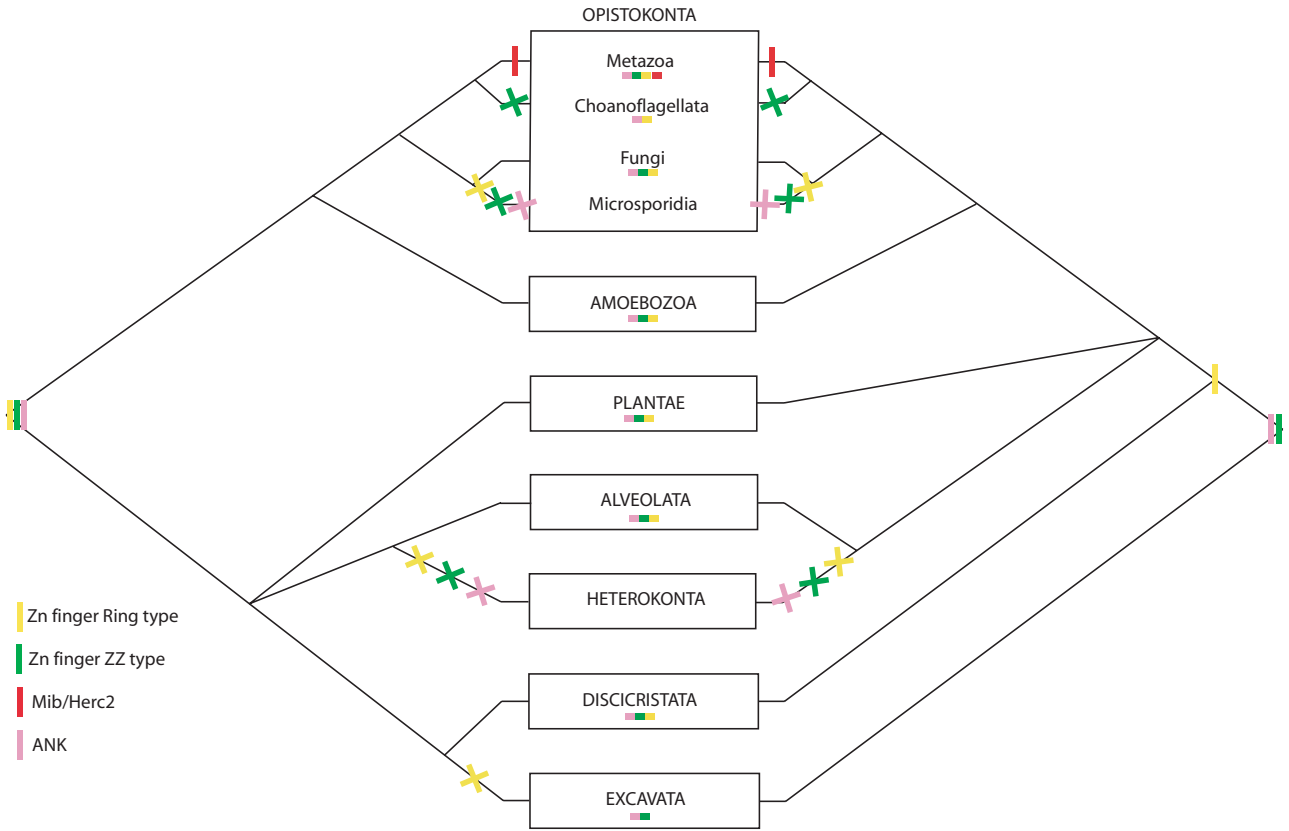 OPISTOKONTA
Metazoa
Choanoflagellata
Fungi
Microsporidia
AMOEBOZOA
PLANTAE
ALVEOLATA
HETEROKONTA
DISCICRISTATA
EXCAVATA
Zn finger Ring type
Zn finger ZZ type
Mib/Herc2
ANK